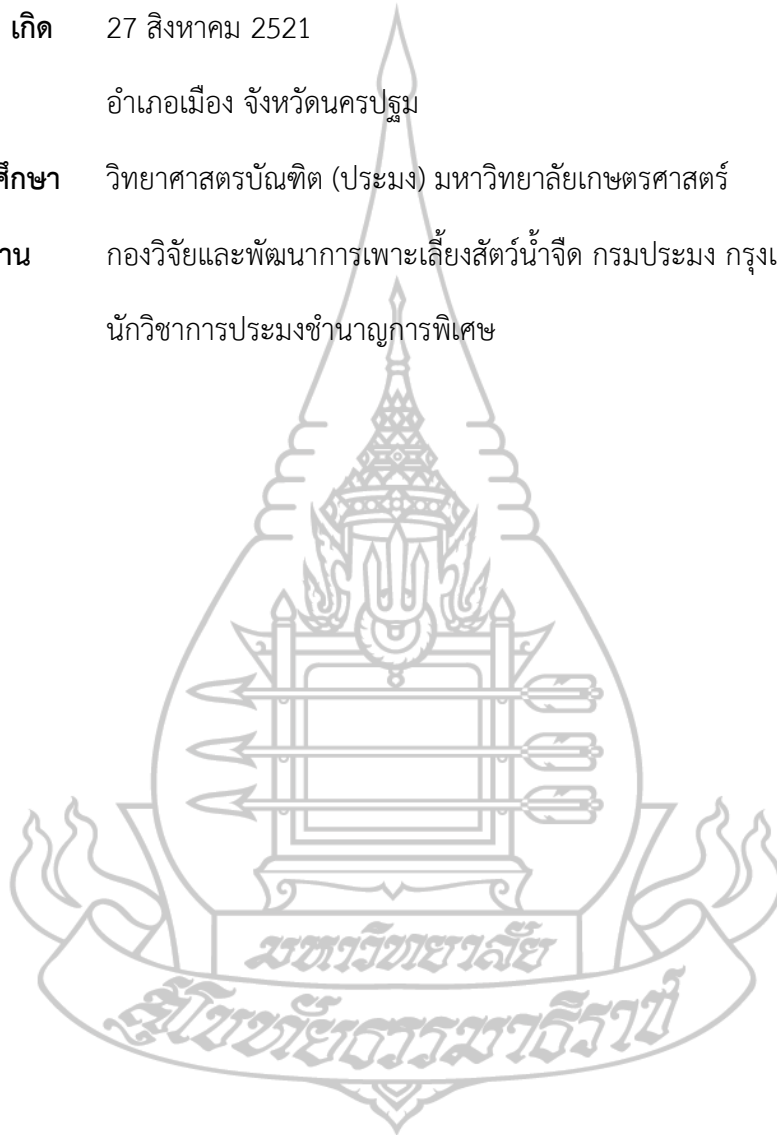 เกิด 27 สิงหาคม 2521
อำเภอเมือง จังหวัดนครปฐม
ศึกษา วิทยาศาสตรบัณฑิต (ประมง) มหาวิทยาลัยเกษตรศาสตร์
าน กองวิจัยและพัฒนาการเพาะเลี้ยงสัตว์น้ำจืด กรมประมง กรุงเ
นักวิชาการประมงชำนาญการพิเศษ
มหาวิทยาลัย
สุโขทัยธรรมาธิราช